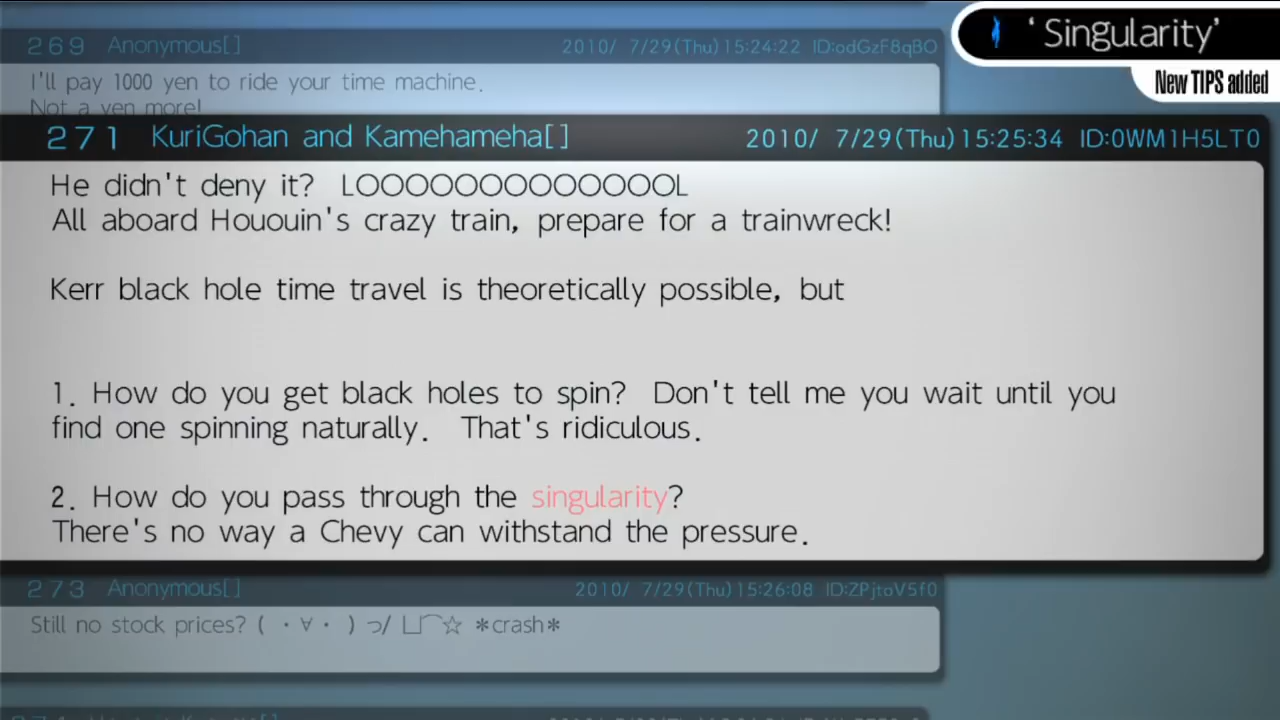 ‘Singularity’
New TIPS added
269 Anonymous[] 2010/ 7/29(Thu)15:24:22 ID:odGzF8qBO
I'll pay 1000 yen to ride your time machine.
Not a yen more!
271 KuriGohan and Kamehameha[] 2010/ 7/29(Thu)15:25:34 ID:0WM1H5LT0
He didn't deny it? LOOOOOOOOOOOOOOL
All aboard Hououin's crazy train, prepare for a trainwreck!
Kerr black hole time travel is theoretically possible, but
1. How do you get black holes to spin? Don't tell me you wait until you
find one spinning naturally. That's ridiculous.
2. How do you pass through the singularity?
There's no way a Chevy can withstand the pressure.
273 Anonymous[] 2010/ 7/29(Thu)15:26:08 ID:ZPjtoV5f0
Still no stock prices? ( ・∀・ ) っ/ 凵⌒☆ *crash*